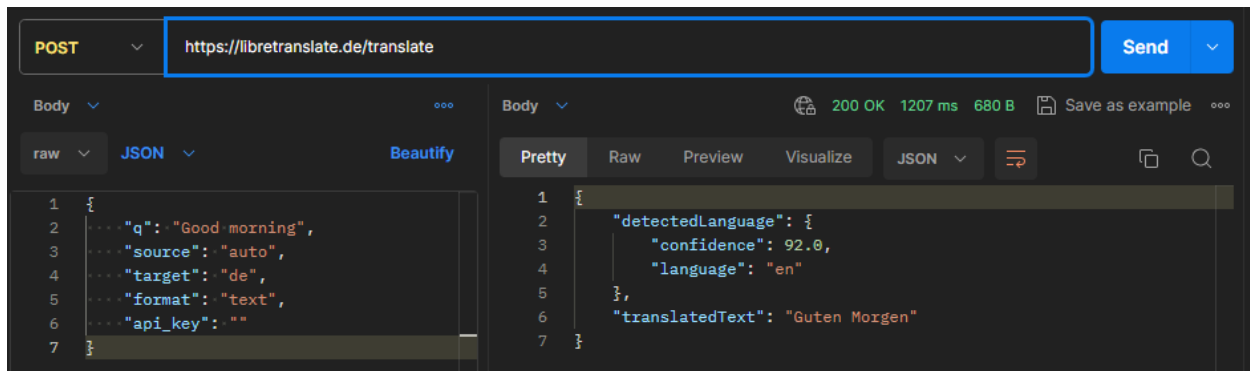 POST https://libretranslate.de/translate Send
Body
Body 200 OK 1207 ms 680 B Save as example
raw JSON Beautify
Pretty Raw Preview Visualize JSON
1 {
2 "q": "Good morning",
3 "source": "auto",
4 "target": "de",
5 "format": "text",
6 "api_key": ""
7 }
1 {
2 "detectedLanguage": {
3 "confidence": 92.0,
4 "language": "en"
5 },
6 "translatedText": "Guten Morgen"
7 }